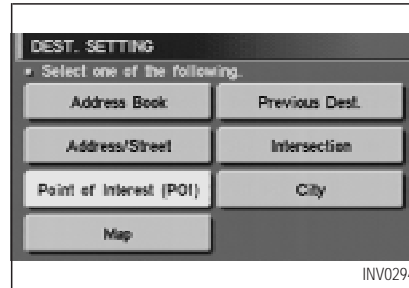 DEST. SETTING
Select one of the following.
Address Book
Previous Dest.
Address/Street
Intersection
Point of Interest (POI)
City
Map
INV0294